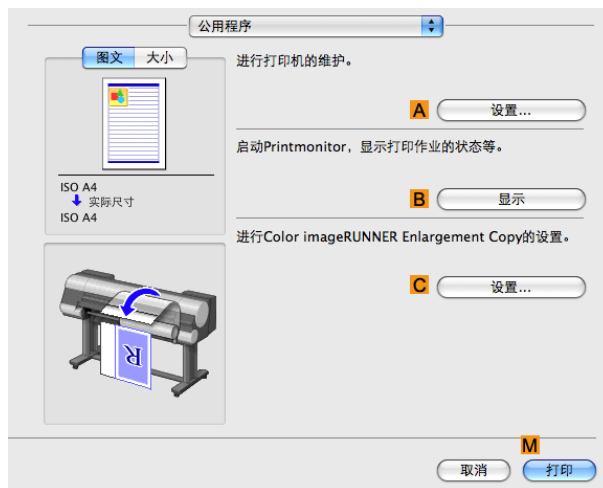 公用程序
图文 大小
进行打印机的维护。
A 设置...
启动Printmonitor，显示打印作业的状态等。
ISO A4
实际尺寸
ISO A4
B 显示
进行Color imageRUNNER Enlargement Copy的设置。
C 设置...
R
M
取消 打印